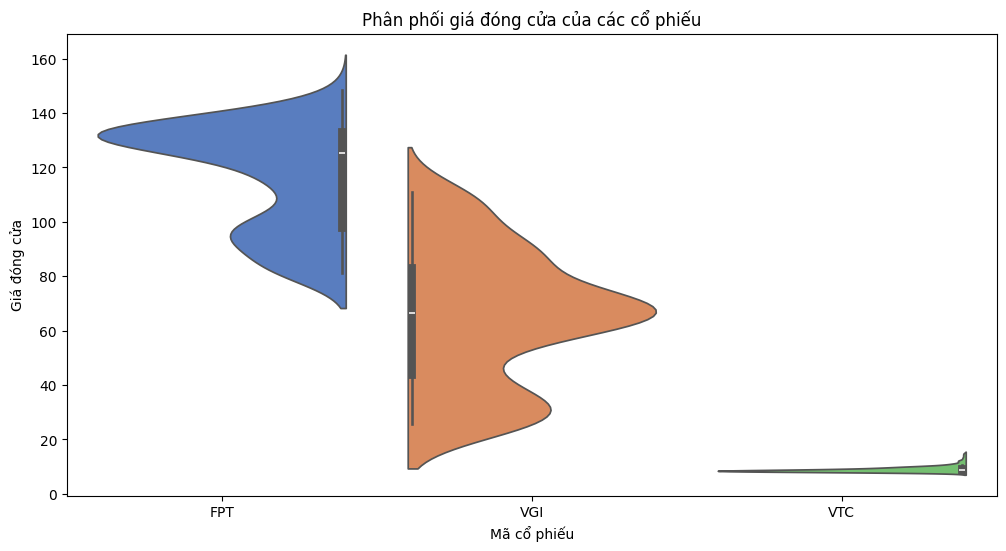 Phân phối giá đóng cửa của các cổ phiếu
Giá đóng cửa
160
140
120
100
80
60
40
20
0
FPT
VGI
VTC
Mã cổ phiếu